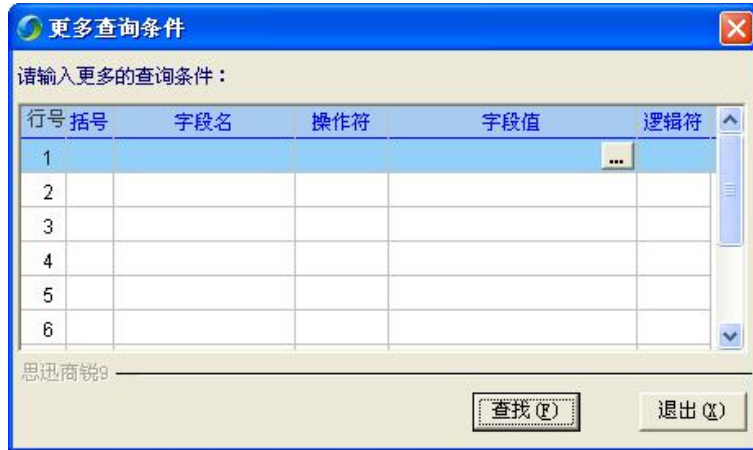 更多查询条件
请输入更多的查询条件：
行号 括号 字段名 操作符 字段值 逻辑符
1 ...
2
3
4
5
6
思迅商锐9
查找(F) 退出(X)